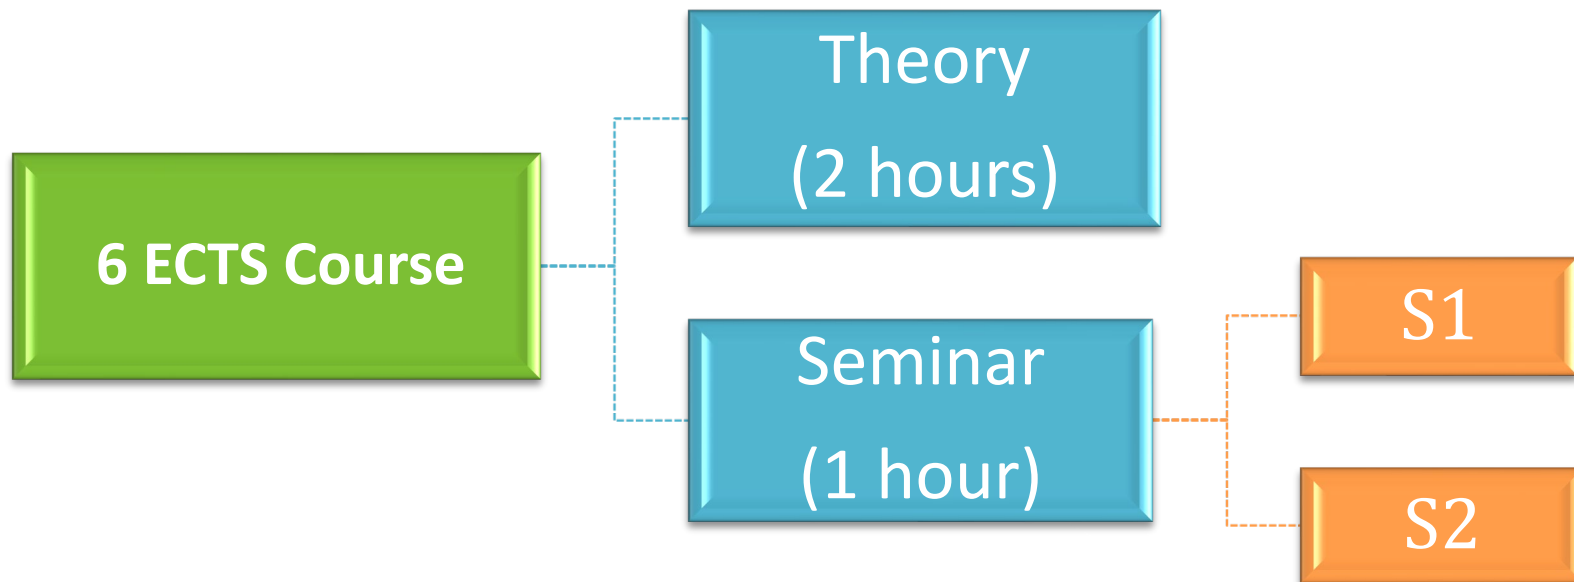 6 ECTS Course
Theory
(2 hours)
Seminar
(1 hour)
S1
S2